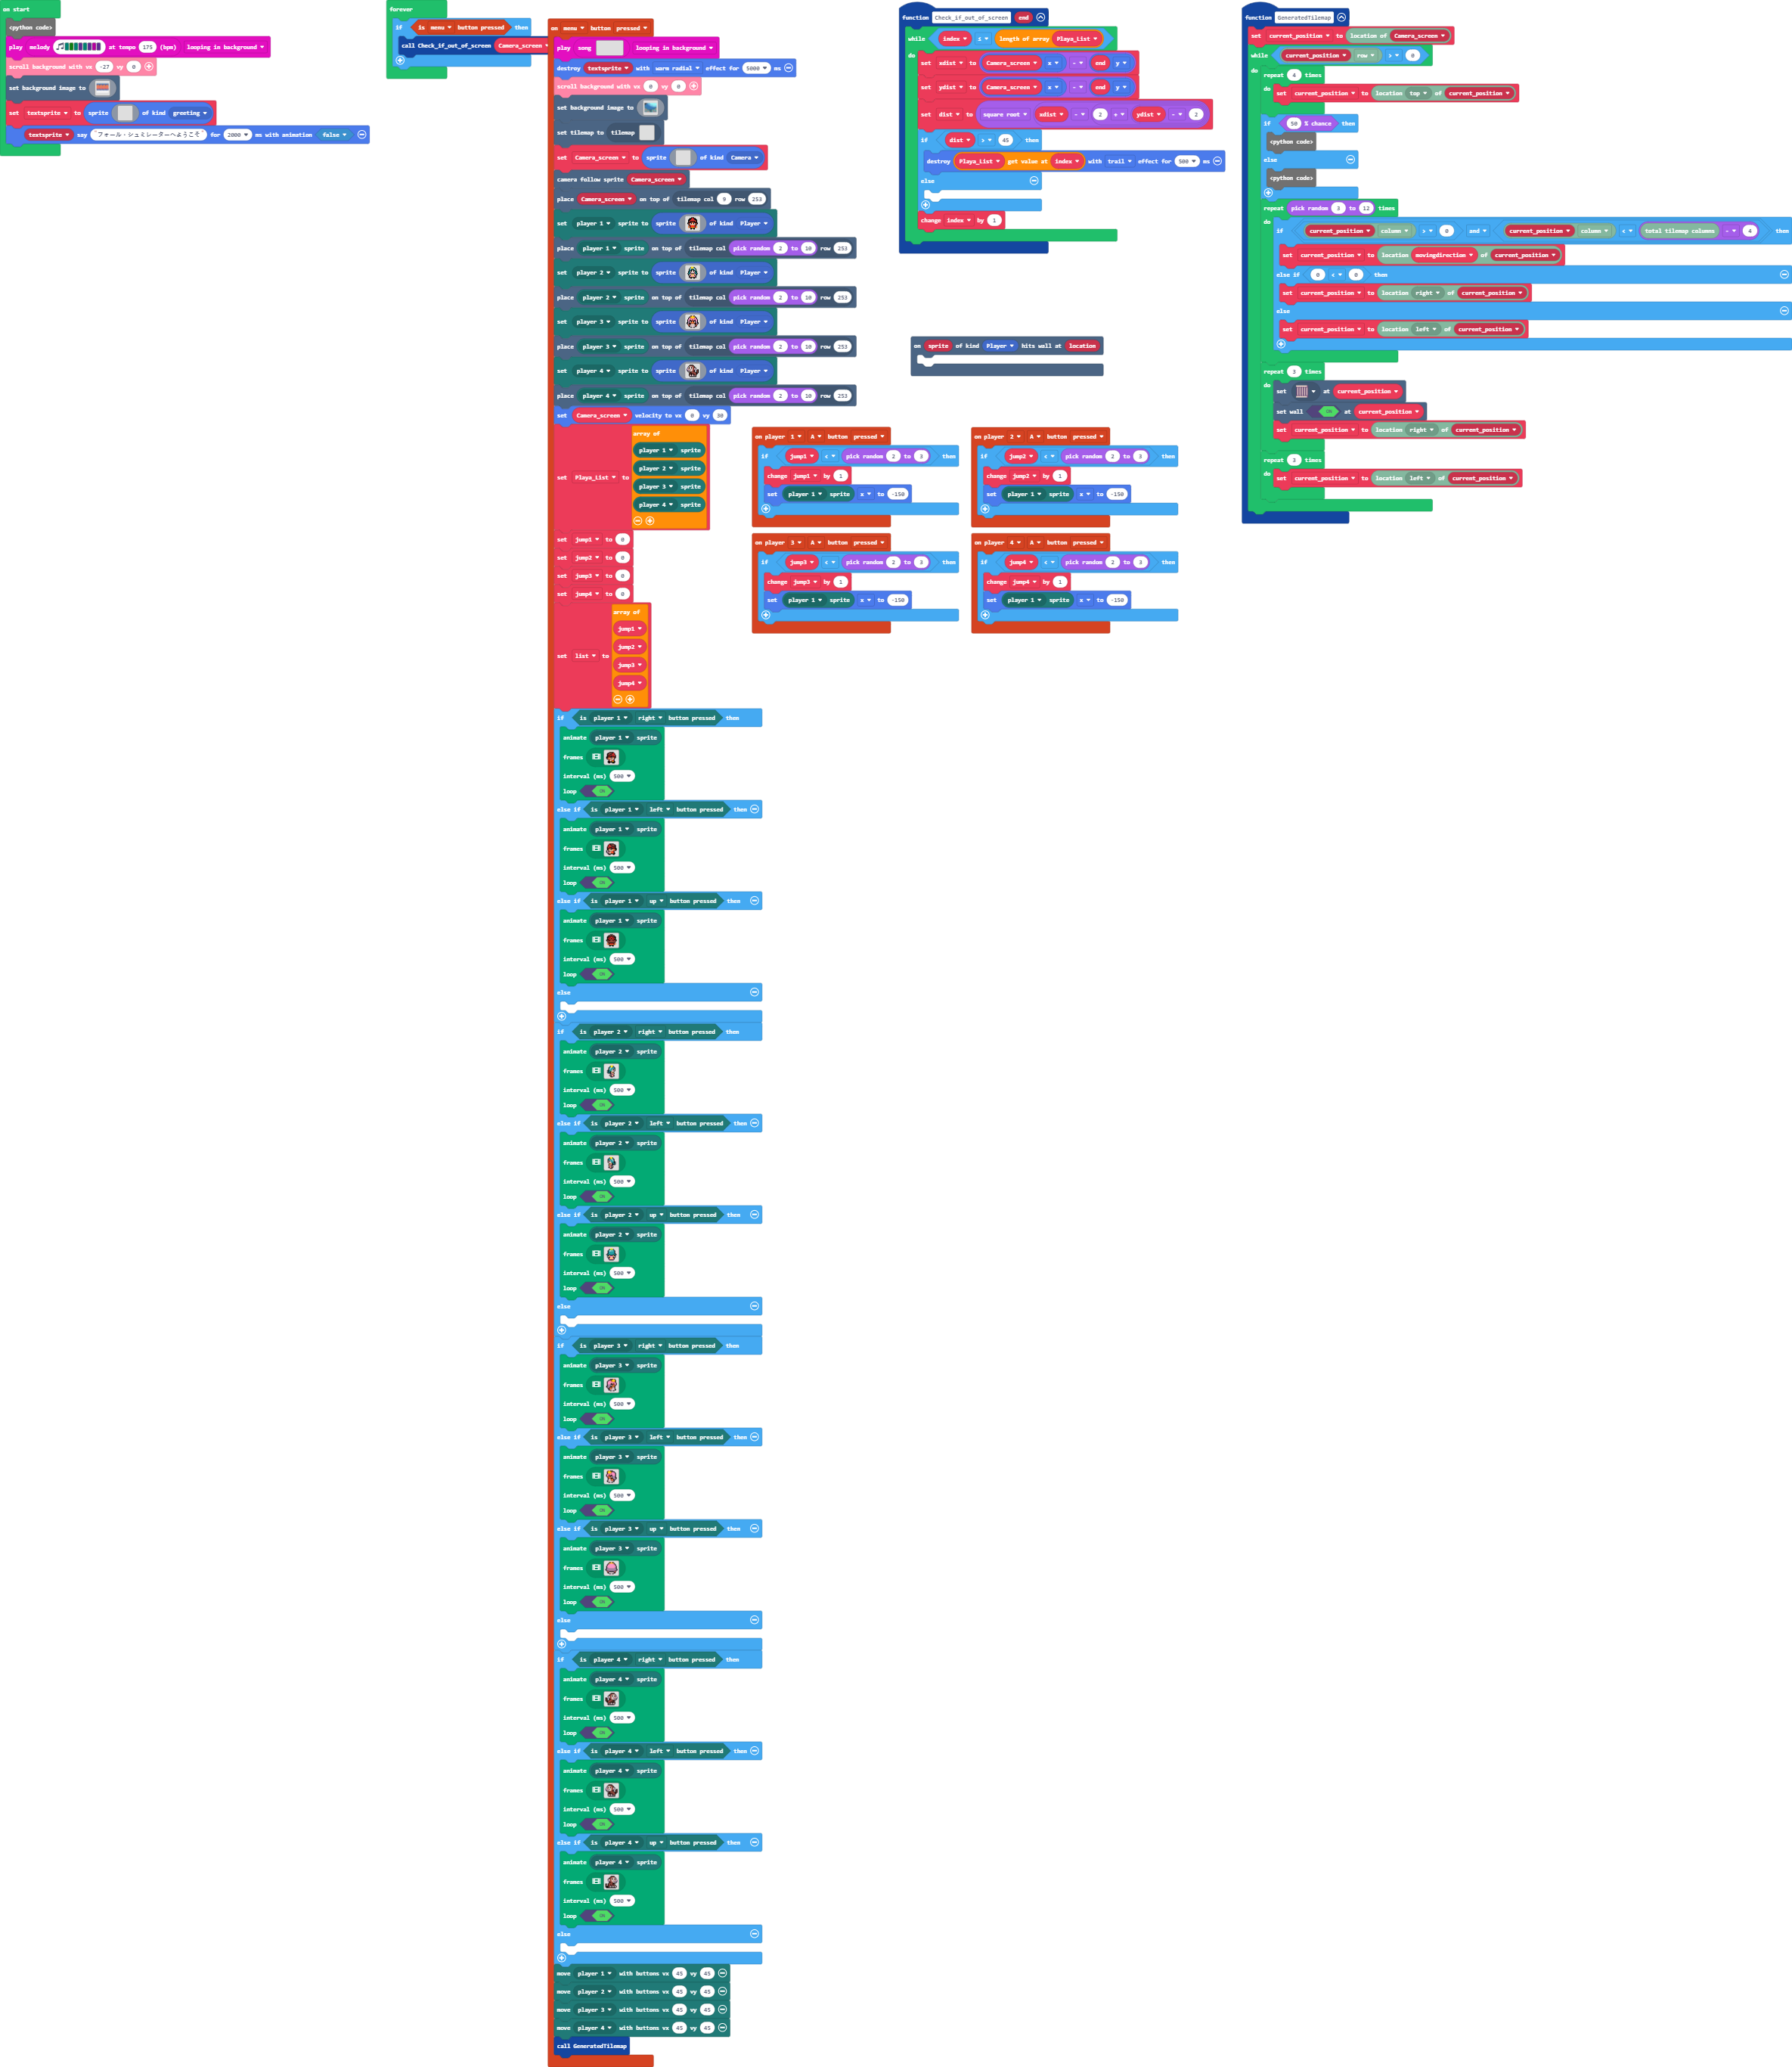 on start
<python code>
play melody at tempo 175 (bpm) looping in background
scroll background with vx -27 vy 0
set background image to
set textsprite to sprite of kind greeting
textsprite say "フォール・シュミレーターへようこそ" for 2000 ms with animation false
forever
if is menu button pressed then
call Check_if_out_of_screen Camera_screen
on menu button pressed
play song looping in background
destroy textsprite with warm radial effect for 5000 ms
scroll background with vx 0 vy 0
set background image to
set tilemap to tilemap
set Camera_screen to sprite of kind Camera
camera follow sprite Camera_screen
place Camera_screen on top of tilemap col 9 row 253
set player 1 sprite to sprite of kind Player
place player 1 sprite on top of tilemap col pick random 2 to 10 row 253
set player 2 sprite to sprite of kind Player
place player 2 sprite on top of tilemap col pick random 2 to 10 row 253
set player 3 sprite to sprite of kind Player
place player 3 sprite on top of tilemap col pick random 2 to 10 row 253
set player 4 sprite to sprite of kind Player
place player 4 sprite on top of tilemap col pick random 2 to 10 row 253
set Camera_screen velocity to vx 0 vy 30
set Playa_List to array of
player 1 sprite
player 2 sprite
player 3 sprite
player 4 sprite
set jump1 to 0
set jump2 to 0
set jump3 to 0
set jump4 to 0
set list to array of
jump1
jump2
jump3
jump4
if is player 1 right button pressed then
animate player 1 sprite
frames
interval (ms) 500
loop ON
else if is player 1 left button pressed then
animate player 1 sprite
frames
interval (ms) 500
loop ON
else if is player 1 up button pressed then
animate player 1 sprite
frames
interval (ms) 500
loop ON
else
if is player 2 right button pressed then
animate player 2 sprite
frames
interval (ms) 500
loop ON
else if is player 2 left button pressed then
animate player 2 sprite
frames
interval (ms) 500
loop ON
else if is player 2 up button pressed then
animate player 2 sprite
frames
interval (ms) 500
loop ON
else
if is player 3 right button pressed then
animate player 3 sprite
frames
interval (ms) 500
loop ON
else if is player 3 left button pressed then
animate player 3 sprite
frames
interval (ms) 500
loop ON
else if is player 3 up button pressed then
animate player 3 sprite
frames
interval (ms) 500
loop ON
else
if is player 4 right button pressed then
animate player 4 sprite
frames
interval (ms) 500
loop ON
else if is player 4 left button pressed then
animate player 4 sprite
frames
interval (ms) 500
loop ON
else if is player 4 up button pressed then
animate player 4 sprite
frames
interval (ms) 500
loop ON
else
move player 1 with buttons vx 45 vy 45
move player 2 with buttons vx 45 vy 45
move player 3 with buttons vx 45 vy 45
move player 4 with buttons vx 45 vy 45
call GeneratedTilemap
function Check_if_out_of_screen end
while index ≤ length of array Playa_List
do set xdist to Camera_screen x - end y
set ydist to Camera_screen x - end y
set dist to square root xdist - 2 + ydist - 2
if dist > 45 then
destroy Playa_List get value at index with trail effect for 500 ms
else
change index by 1
on sprite of kind Player hits wall at location
on player 1 A button pressed
if jump1 < pick random 2 to 3 then
change jump1 by 1
set player 1 sprite x to -150
on player 2 A button pressed
if jump2 < pick random 2 to 3 then
change jump2 by 1
set player 1 sprite x to -150
on player 3 A button pressed
if jump3 < pick random 2 to 3 then
change jump3 by 1
set player 1 sprite x to -150
on player 4 A button pressed
if jump4 < pick random 2 to 3 then
change jump4 by 1
set player 1 sprite x to -150
function GeneratedTilemap
set current_position to location of Camera_screen
while current_position row > 0
do repeat 4 times
do set current_position to location top of current_position
if 50 % chance then
<python code>
else
<python code>
repeat pick random 3 to 12 times
do if current_position column > 0 and current_position column < total tilemap columns - 4 then
set current_position to location movingdirection of current_position
else if 0 < 0 then
set current_position to location right of current_position
else
set current_position to location left of current_position
repeat 3 times
do set at current_position
set wall ON at current_position
set current_position to location right of current_position
repeat 3 times
do set current_position to location left of current_position